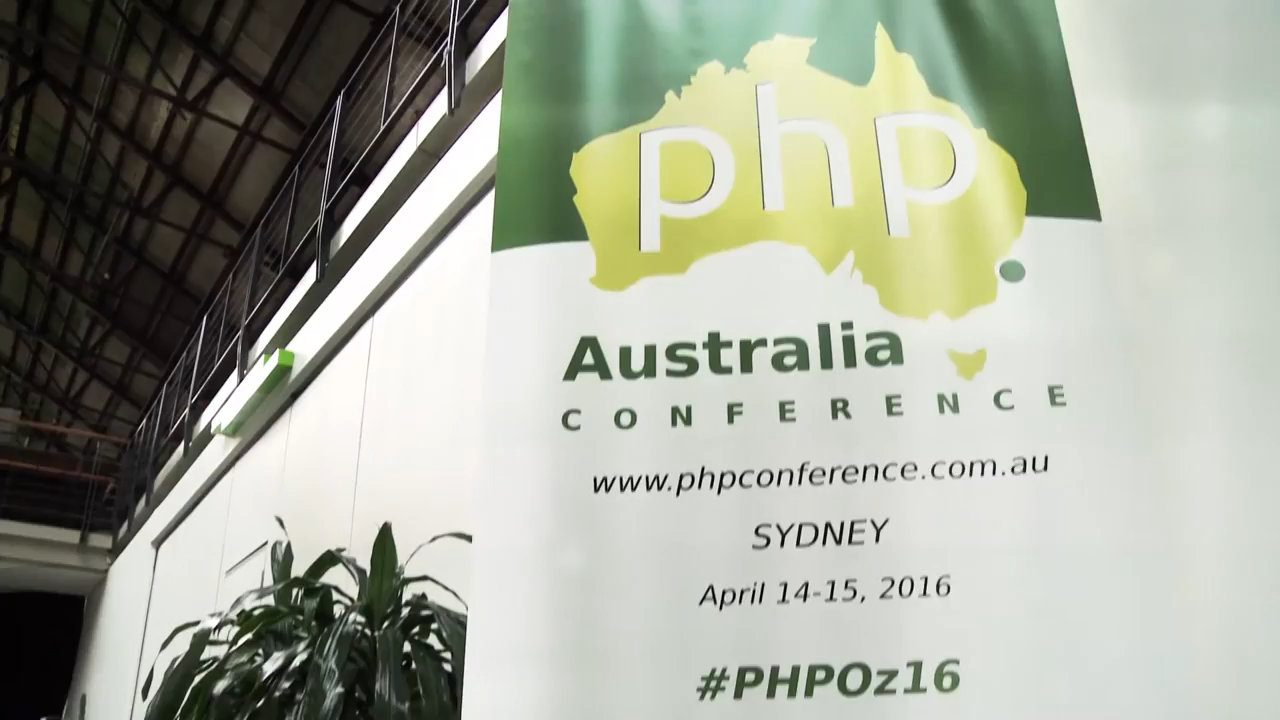 php
Australia
CONFERENCE
www.phpconference.com.au
SYDNEY
April 14-15, 2016
#PHPOz16